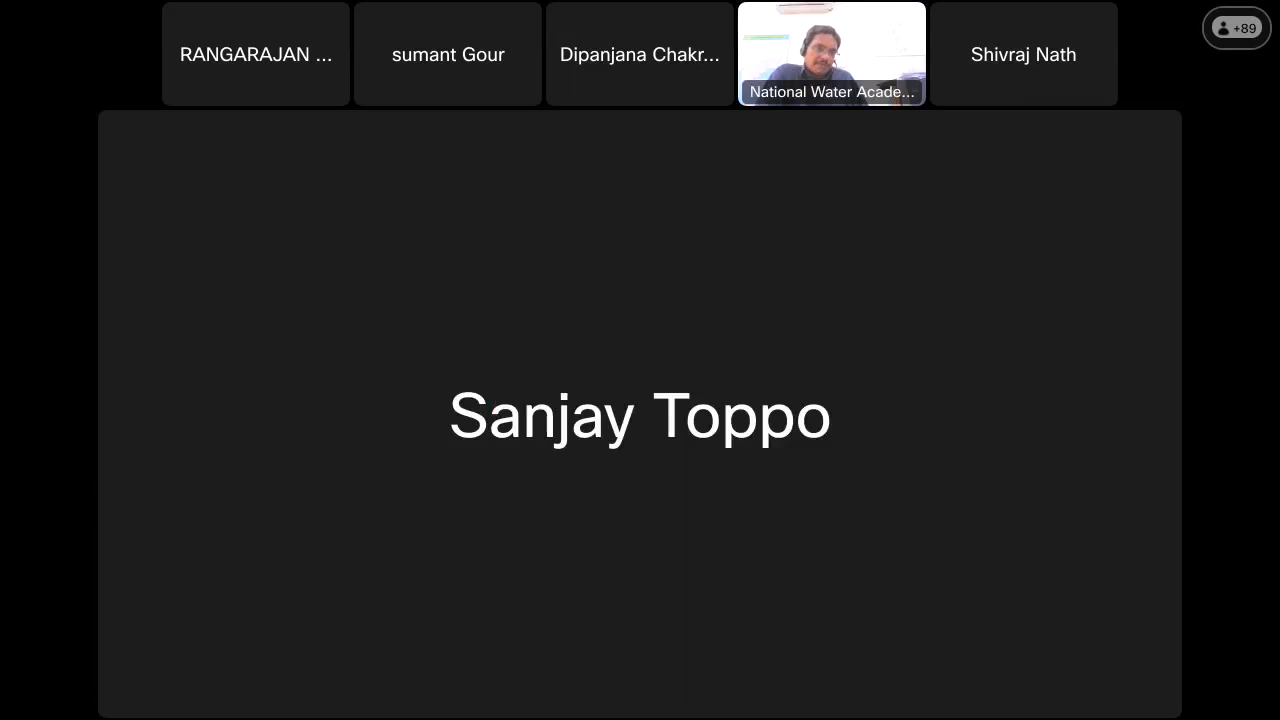 RANGARAJAN ...
sumant Gour
Dipanjana Chakr...
National Water Acade...
Shivraj Nath
+89
Sanjay Toppo